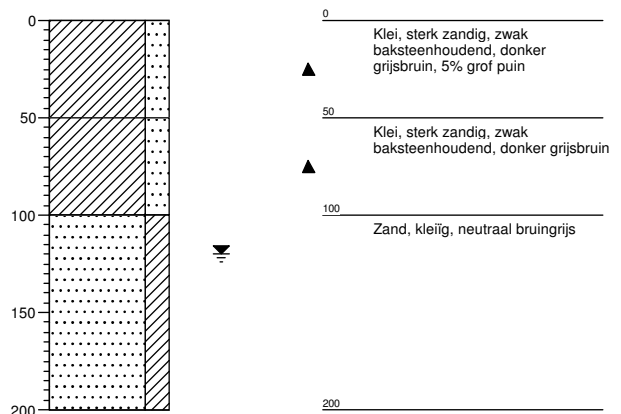 0
50
100
150
200
0
Klei, sterk zandig, zwak
baksteenhoudend, donker
grijsbruin, 5% grof puin
50
Klei, sterk zandig, zwak
baksteenhoudend, donker grijsbruin
100
Zand, kleiïg, neutraal bruingrijs
200